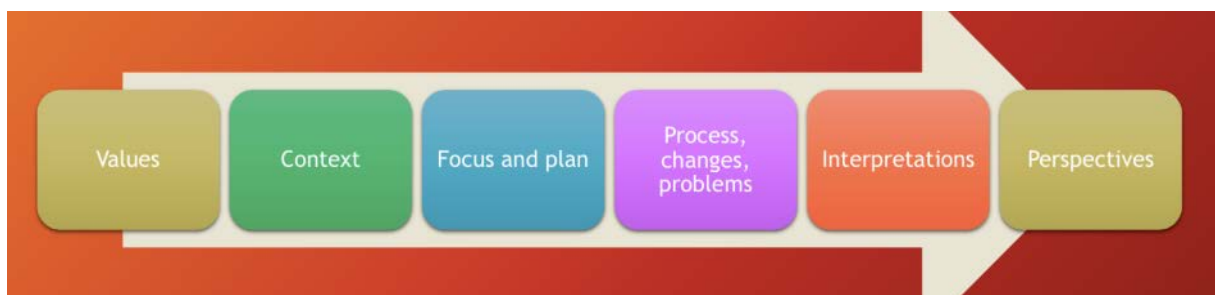 Values
Context
Focus and plan
Process,
changes,
problems
Interpretations
Perspectives